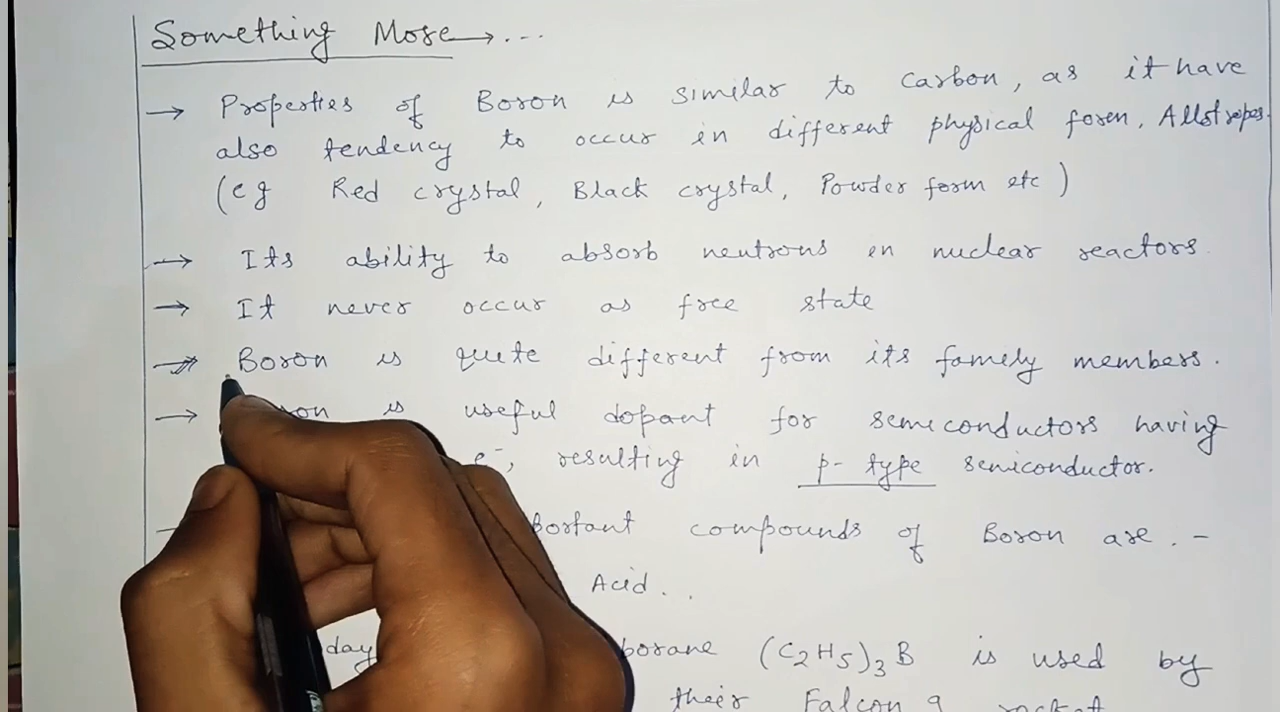 Something More →...
→ Properties of Boron is similar to carbon, as it have
also tendency to occur in different physical form. Allotropes.
(eg Red crystal, Black crystal, Powder form etc)
→ Its ability to absorb neutrons in nuclear reactors.
→ It never occur as free state
→ Boron is quite different from its family members.
→ is useful dopant for semiconductors having
e⁻, resulting in p-type semiconductor.
compounds of Boron are. -
Acid...
(C2H5)3B is used by
their Falcon 9 rocket